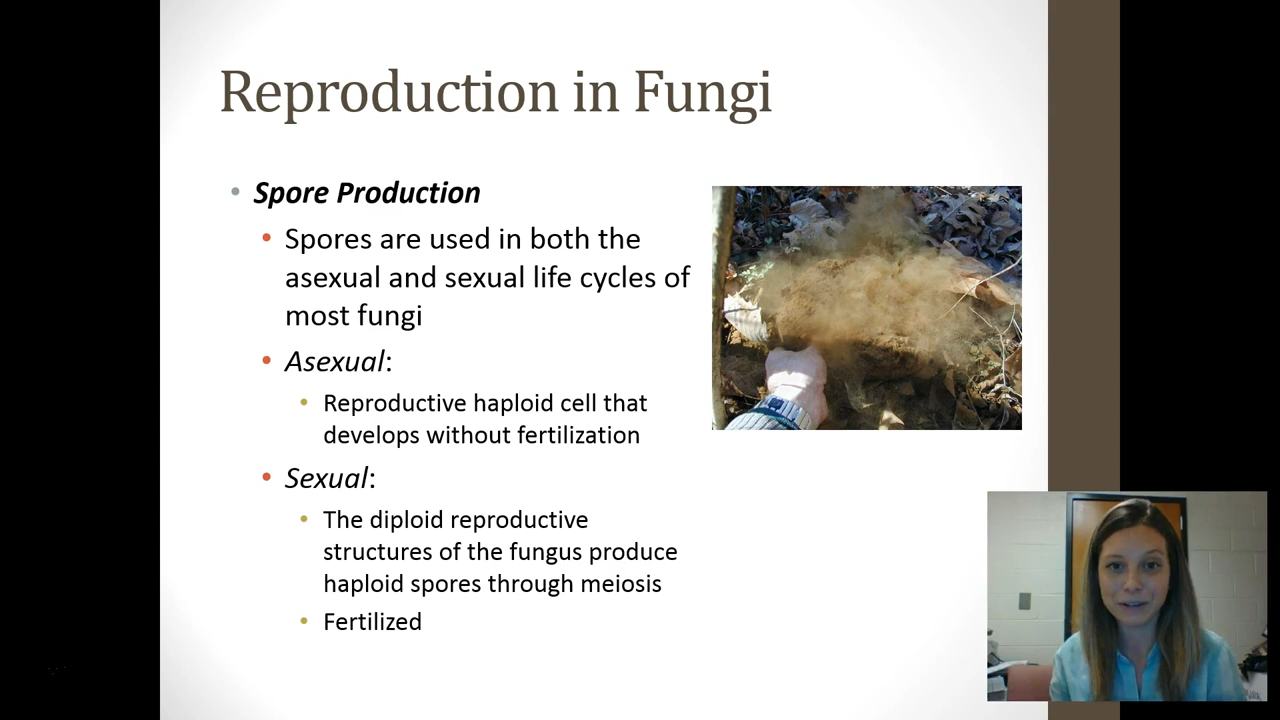 Reproduction in Fungi
• Spore Production
• Spores are used in both the
asexual and sexual life cycles of
most fungi
• Asexual:
• Reproductive haploid cell that
develops without fertilization
• Sexual:
• The diploid reproductive
structures of the fungus produce
haploid spores through meiosis
• Fertilized